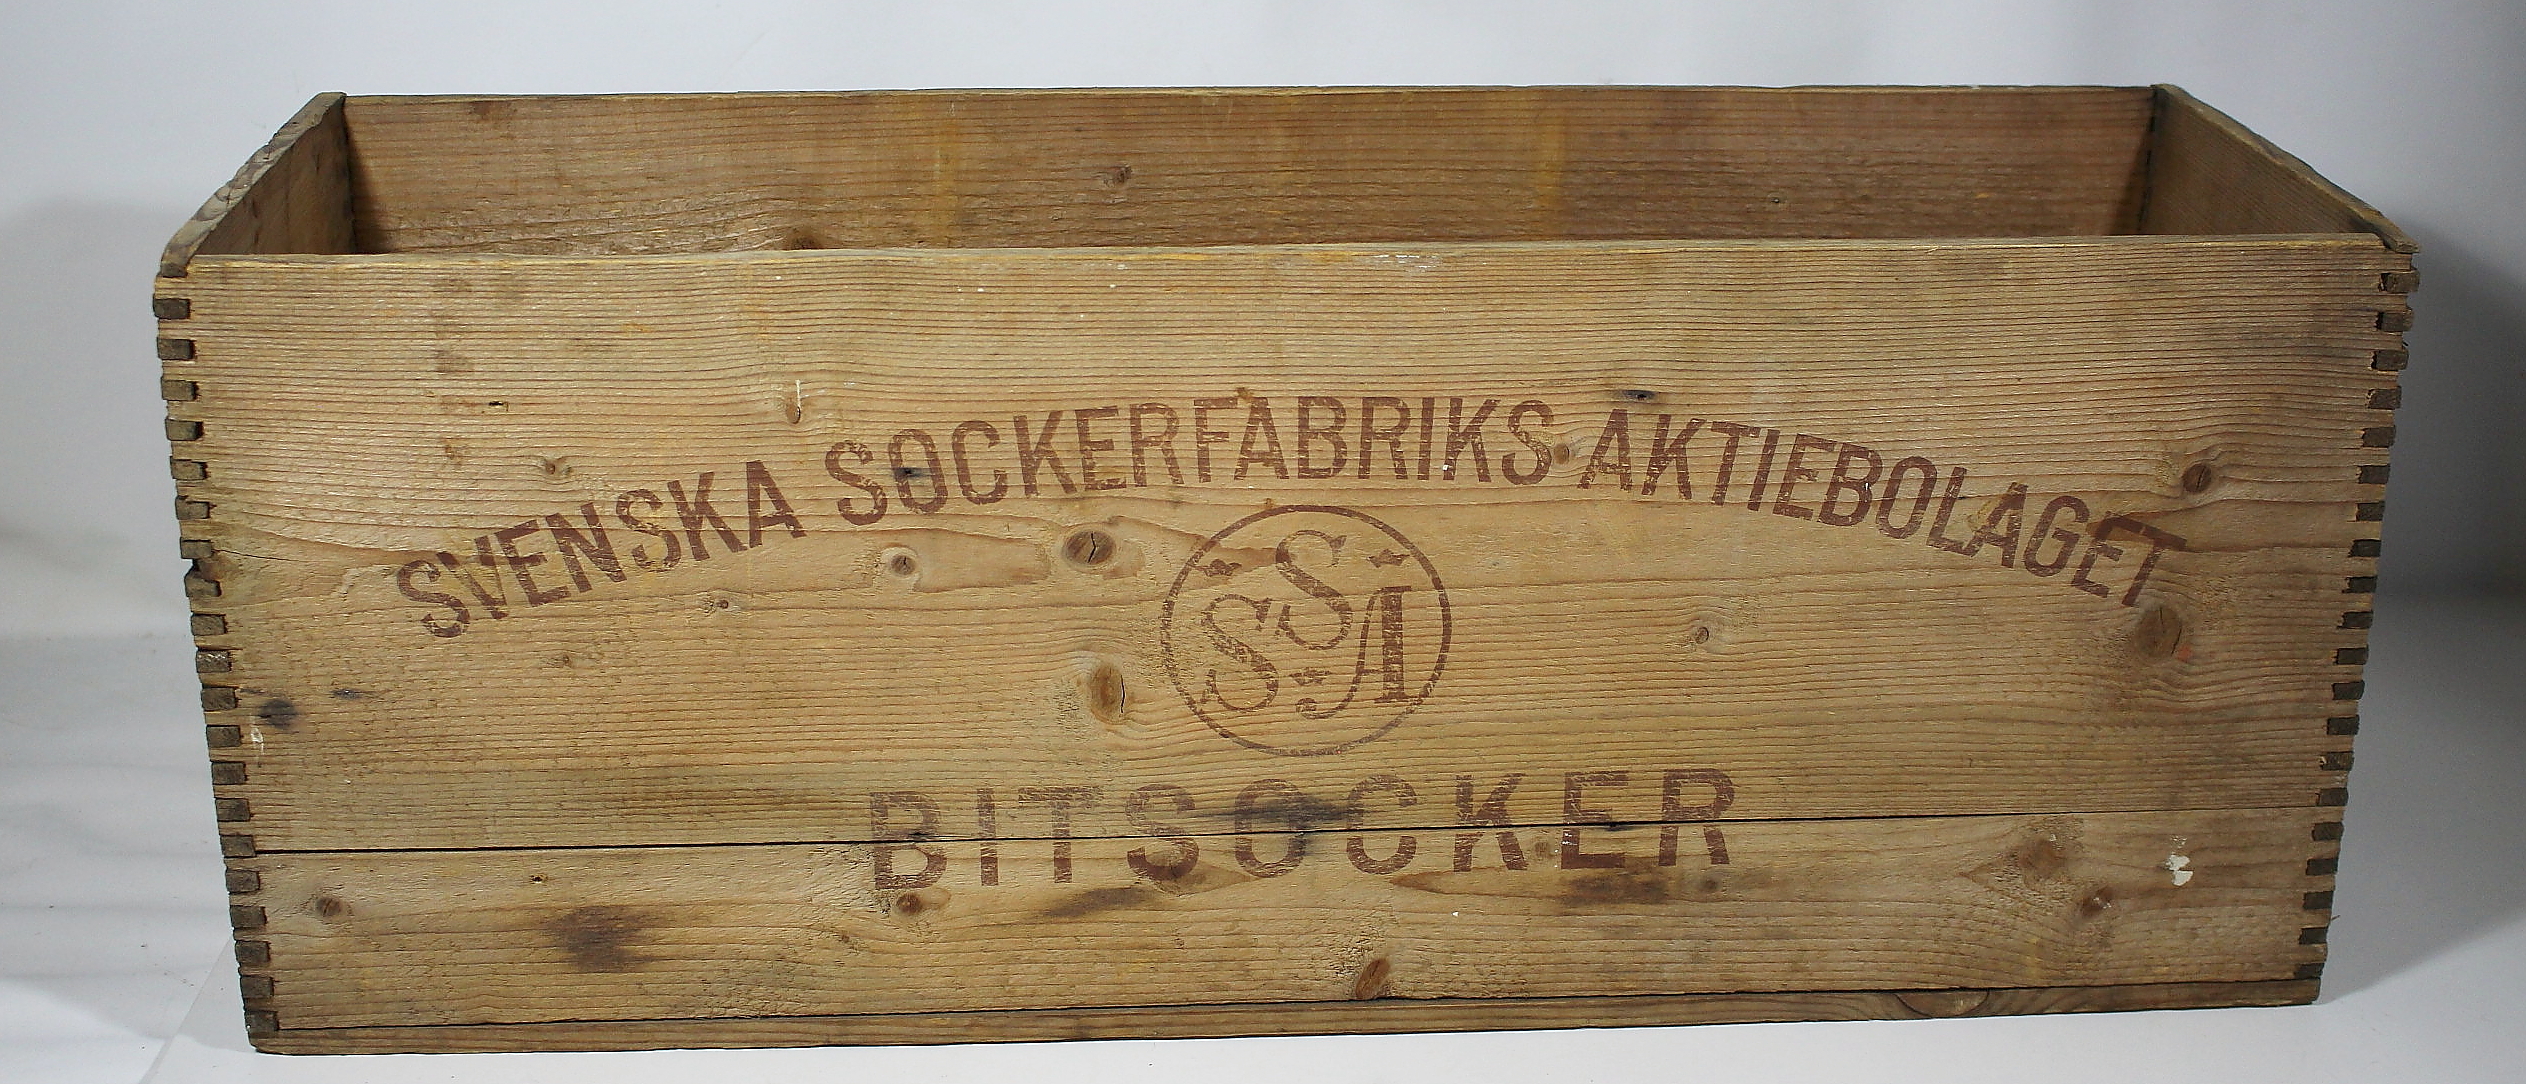 SVENSKA SOCKERFABRIKS AKTIEBOLAGET
SSA
BITSOCKER